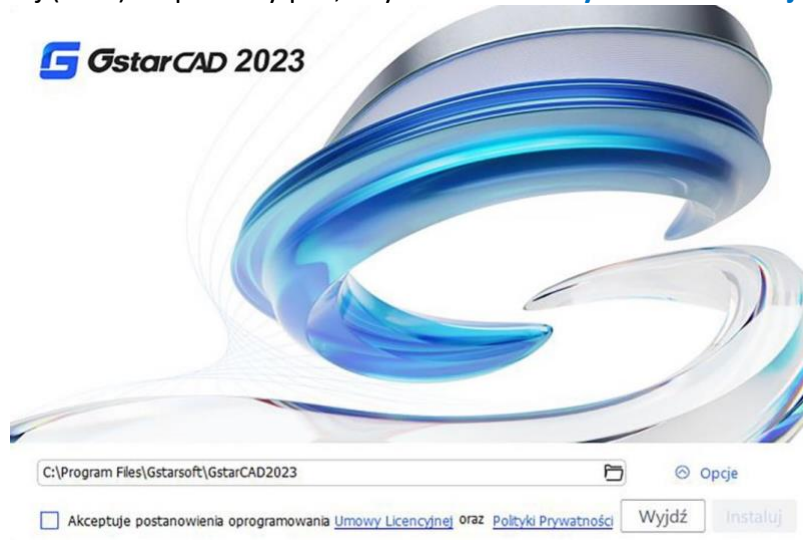 GstarCAD 2023
C:\Program Files\Gstarsoft\GstarCAD2023
Opcje
Akceptuje postanowienia oprogramowania Umowy Licencyjnej oraz Polityki Prywatności
Wyjdź
Instaluj